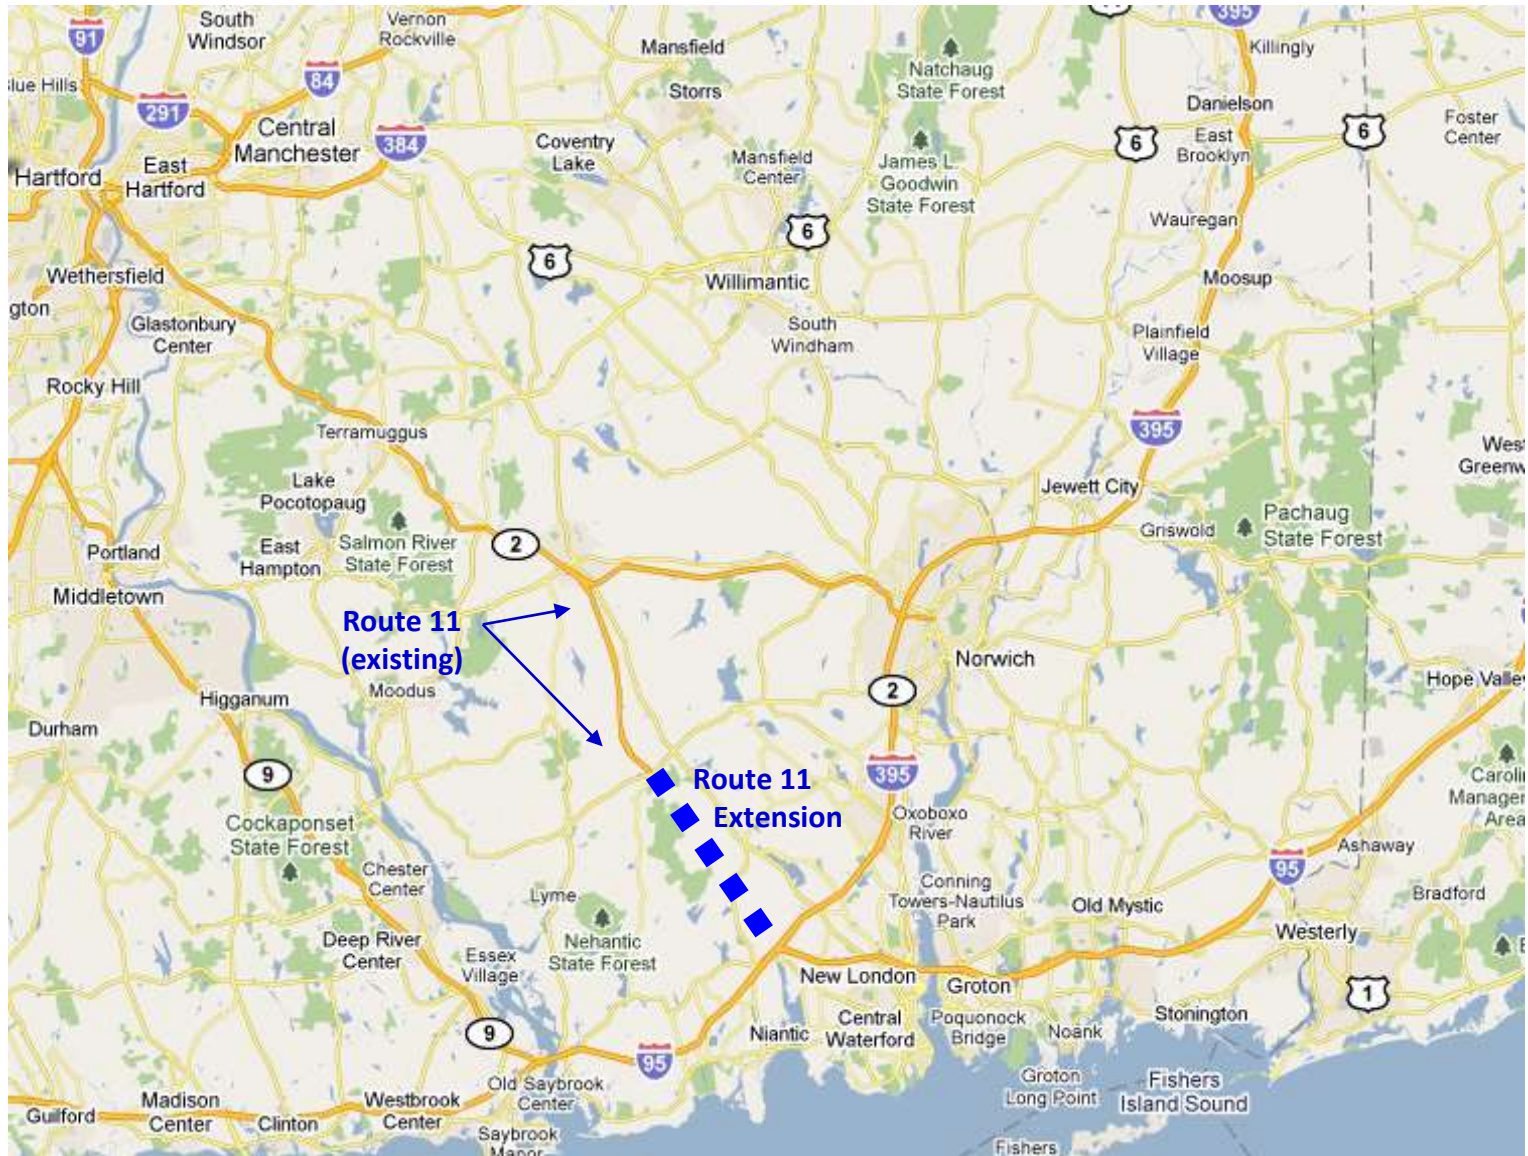 South
Windsor
Vernon
Rockville
Mansfield
Storrs
Natchaug
State Forest
395
Killingly
91
84
291
Central
Manchester
384
Hartford
East
Hartford
Coventry
Lake
Mansfield
Center
James L.
Goodwin
State Forest
Danielson
East
Brooklyn
6
6
Foster
Center
Wauregan
6
6
Willimantic
Moosup
Wethersfield
Glastonbury
Center
South
Windham
Plainfield
Village
Rocky Hill
Terramuggus
395
Lake
Pocotopaug
Jewett City
Griswold
Pachaug
State Forest
Salmon River
State Forest
2
East
Hampton
Portland
Middletown
Route 11
(existing)
Moodus
Norwich
2
Hope Valley
Higganum
Durham
9
Route 11
Extension
395
Oxoboxo
River
Cockaponset
State Forest
Chester
Center
Lyme
Conning
Towers-Nautilus
Park
Old Mystic
95
Ashaway
Bradford
Westerly
Deep River
Center
Essex
Village
Nehantic
State Forest
New London
Groton
1
9
Niantic
Central
Waterford
Poquonock
Bridge
Noank
Stonington
95
Old Saybrook
Center
Groton
Long Point
Fishers
Island Sound
Guilford
Madison
Center
Clinton
Westbrook
Center
Saybrook
Manor
Fishers